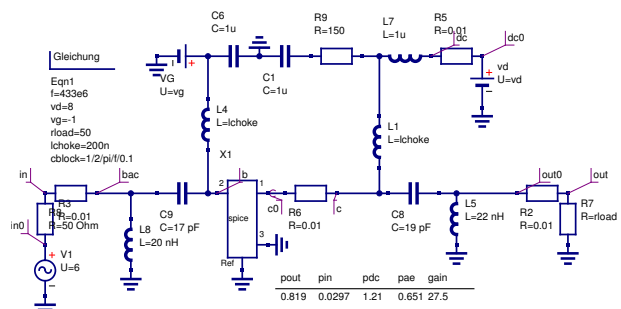 C6
C=1u
R9
R=150
L7
L=1u
R5
R=0.01
dc
dc0
Gleichung
Eqn1
f=433e6
vd=8
vg=-1
rload=50
lchoke=200n
cblock=1/2/pi/f/0.1
VG
U=vg
C1
C=1u
vd
U=vd
L4
L=lchoke
L1
L=lchoke
X1
in
bac
b
2
1
3
spice
Ref
c0
c
out0
out
R3
R=0.01
in0
R8
R=50 Ohm
L8
L=20 nH
C9
C=17 pF
R6
R=0.01
C8
C=19 pF
L5
L=22 nH
R2
R=0.01
R7
R=rload
V1
U=6
pout pin pdc pae gain
0.819 0.0297 1.21 0.651 27.5